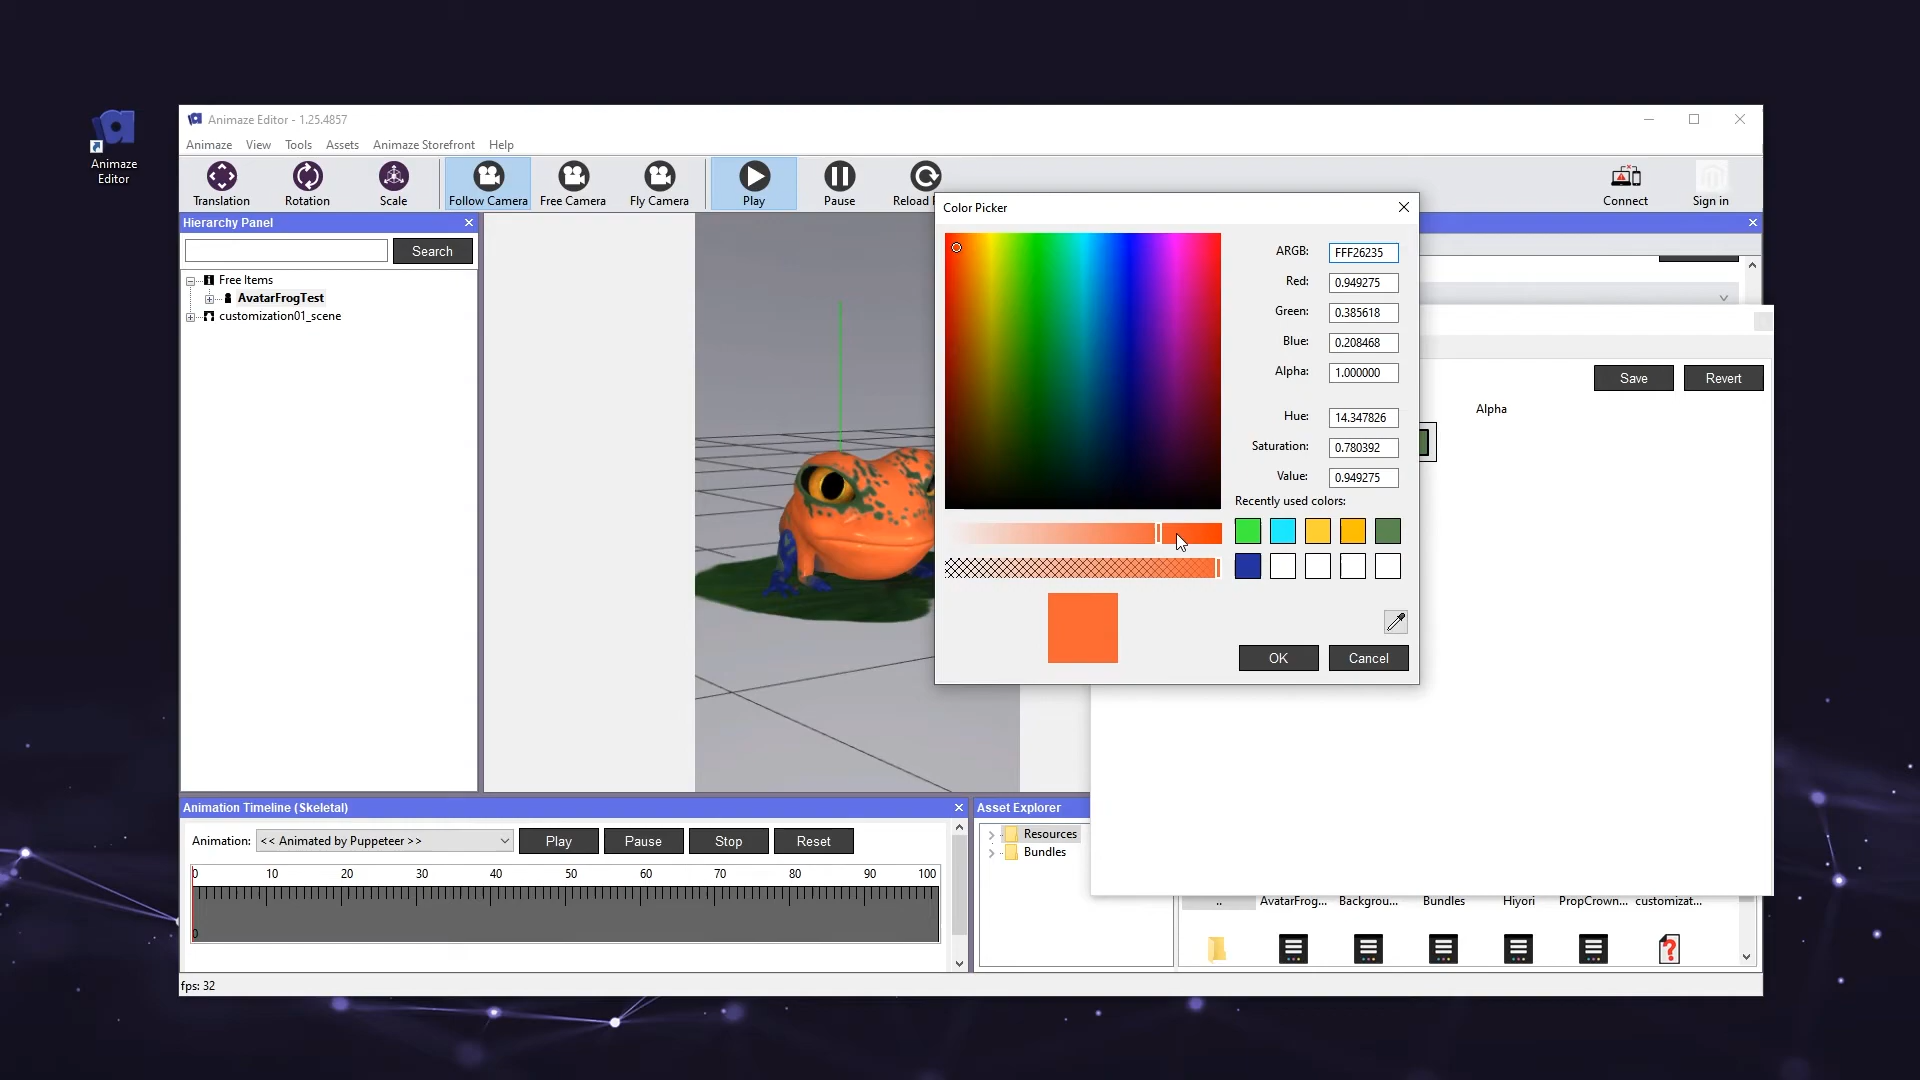 Animaze
Editor
Animaze Editor - 1.25.4857
Animaze
View
Tools
Assets
Animaze Storefront
Help
Translation
Rotation
Scale
Follow Camera
Free Camera
Fly Camera
Play
Pause
Reload
Connect
Sign in
Hierarchy Panel
Search
Free Items
AvatarFrogTest
customization01_scene
Color Picker
ARGB: FFF26235
Red: 0.949275
Green: 0.385618
Blue: 0.208468
Alpha: 1.000000
Hue: 14.347826
Saturation: 0.780392
Value: 0.949275
Recently used colors:
OK
Cancel
Save
Revert
Alpha
Animation Timeline (Skeletal)
Animation: << Animated by Puppeteer >>
Play
Pause
Stop
Reset
0 10 20 30 40 50 60 70 80 90 100
0
Asset Explorer
Resources
Bundles
..
AvatarFrog...
Backgrou...
Bundles
Hiyori
PropCrown...
customizat...
fps: 32